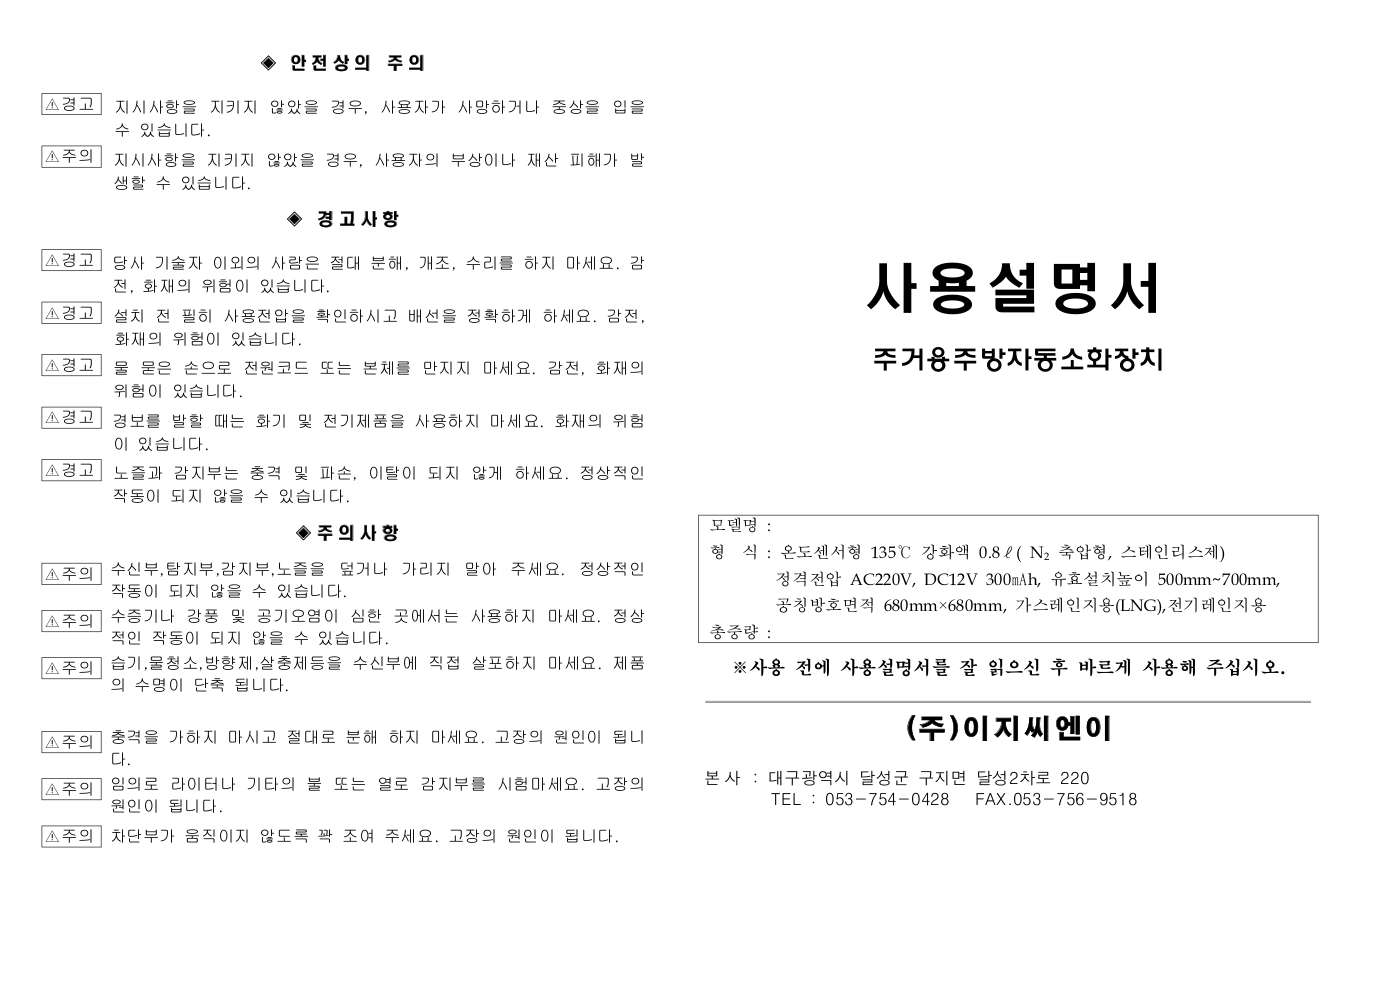 ◈ 안전상의 주의
⚠경고 지시사항을 지키지 않았을 경우, 사용자가 사망하거나 중상을 입을
수 있습니다.
⚠주의 지시사항을 지키지 않았을 경우, 사용자의 부상이나 재산 피해가 발
생할 수 있습니다.
◈ 경고사항
⚠경고 당사 기술자 이외의 사람은 절대 분해, 개조, 수리를 하지 마세요. 감
전, 화재의 위험이 있습니다.
⚠경고 설치 전 필히 사용전압을 확인하시고 배선을 정확하게 하세요. 감전,
화재의 위험이 있습니다.
⚠경고 물 묻은 손으로 전원코드 또는 본체를 만지지 마세요. 감전, 화재의
위험이 있습니다.
⚠경고 경보를 발할 때는 화기 및 전기제품을 사용하지 마세요. 화재의 위험
이 있습니다.
⚠경고 노즐과 감지부는 충격 및 파손, 이탈이 되지 않게 하세요. 정상적인
작동이 되지 않을 수 있습니다.
◈주의사항
⚠주의 수신부,탐지부,감지부,노즐을 덮거나 가리지 말아 주세요. 정상적인
작동이 되지 않을 수 있습니다.
⚠주의 수증기나 강풍 및 공기오염이 심한 곳에서는 사용하지 마세요. 정상
적인 작동이 되지 않을 수 있습니다.
⚠주의 습기,물청소,방향제,살충제등을 수신부에 직접 살포하지 마세요. 제품
의 수명이 단축 됩니다.
⚠주의 충격을 가하지 마시고 절대로 분해 하지 마세요. 고장의 원인이 됩니
다.
⚠주의 임의로 라이터나 기타의 불 또는 열로 감지부를 시험마세요. 고장의
원인이 됩니다.
⚠주의 차단부가 움직이지 않도록 꽉 조여 주세요. 고장의 원인이 됩니다.
사용설명서
주거용주방자동소화장치
모델명 :
형 식 : 온도센서형 135℃ 강화액 0.8ℓ( N₂ 축압형, 스테인리스제)
정격전압 AC220V, DC12V 300㎃h, 유효설치높이 500mm~700mm,
공칭방호면적 680mm×680mm, 가스레인지용(LNG),전기레인지용
총중량 :
※사용 전에 사용설명서를 잘 읽으신 후 바르게 사용해 주십시오.
(주)이지씨엔이
본사 : 대구광역시 달성군 구지면 달성2차로 220
TEL : 053-754-0428 FAX.053-756-9518